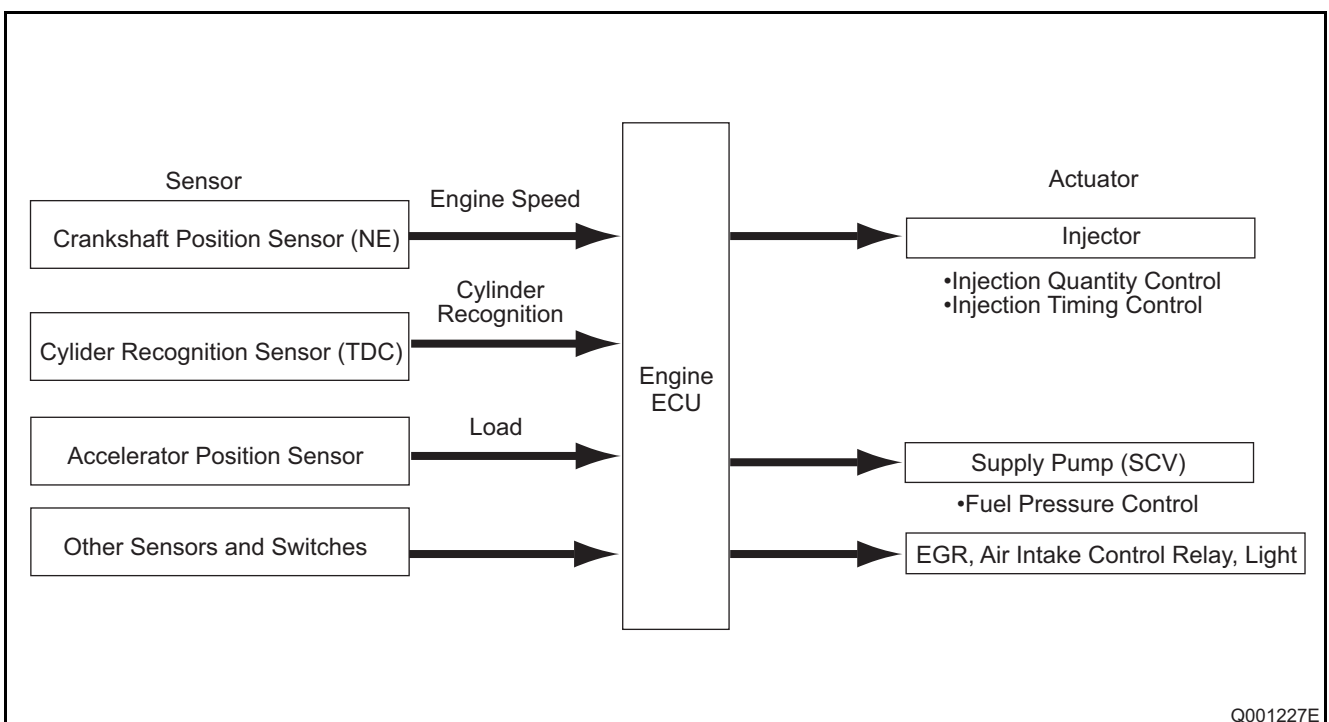 Sensor
Crankshaft Position Sensor (NE)
Cylider Recognition Sensor (TDC)
Accelerator Position Sensor
Other Sensors and Switches
Engine Speed
Cylinder
Recognition
Load
Engine
ECU
Actuator
Injector
•Injection Quantity Control
•Injection Timing Control
Supply Pump (SCV)
•Fuel Pressure Control
EGR, Air Intake Control Relay, Light
Q001227E